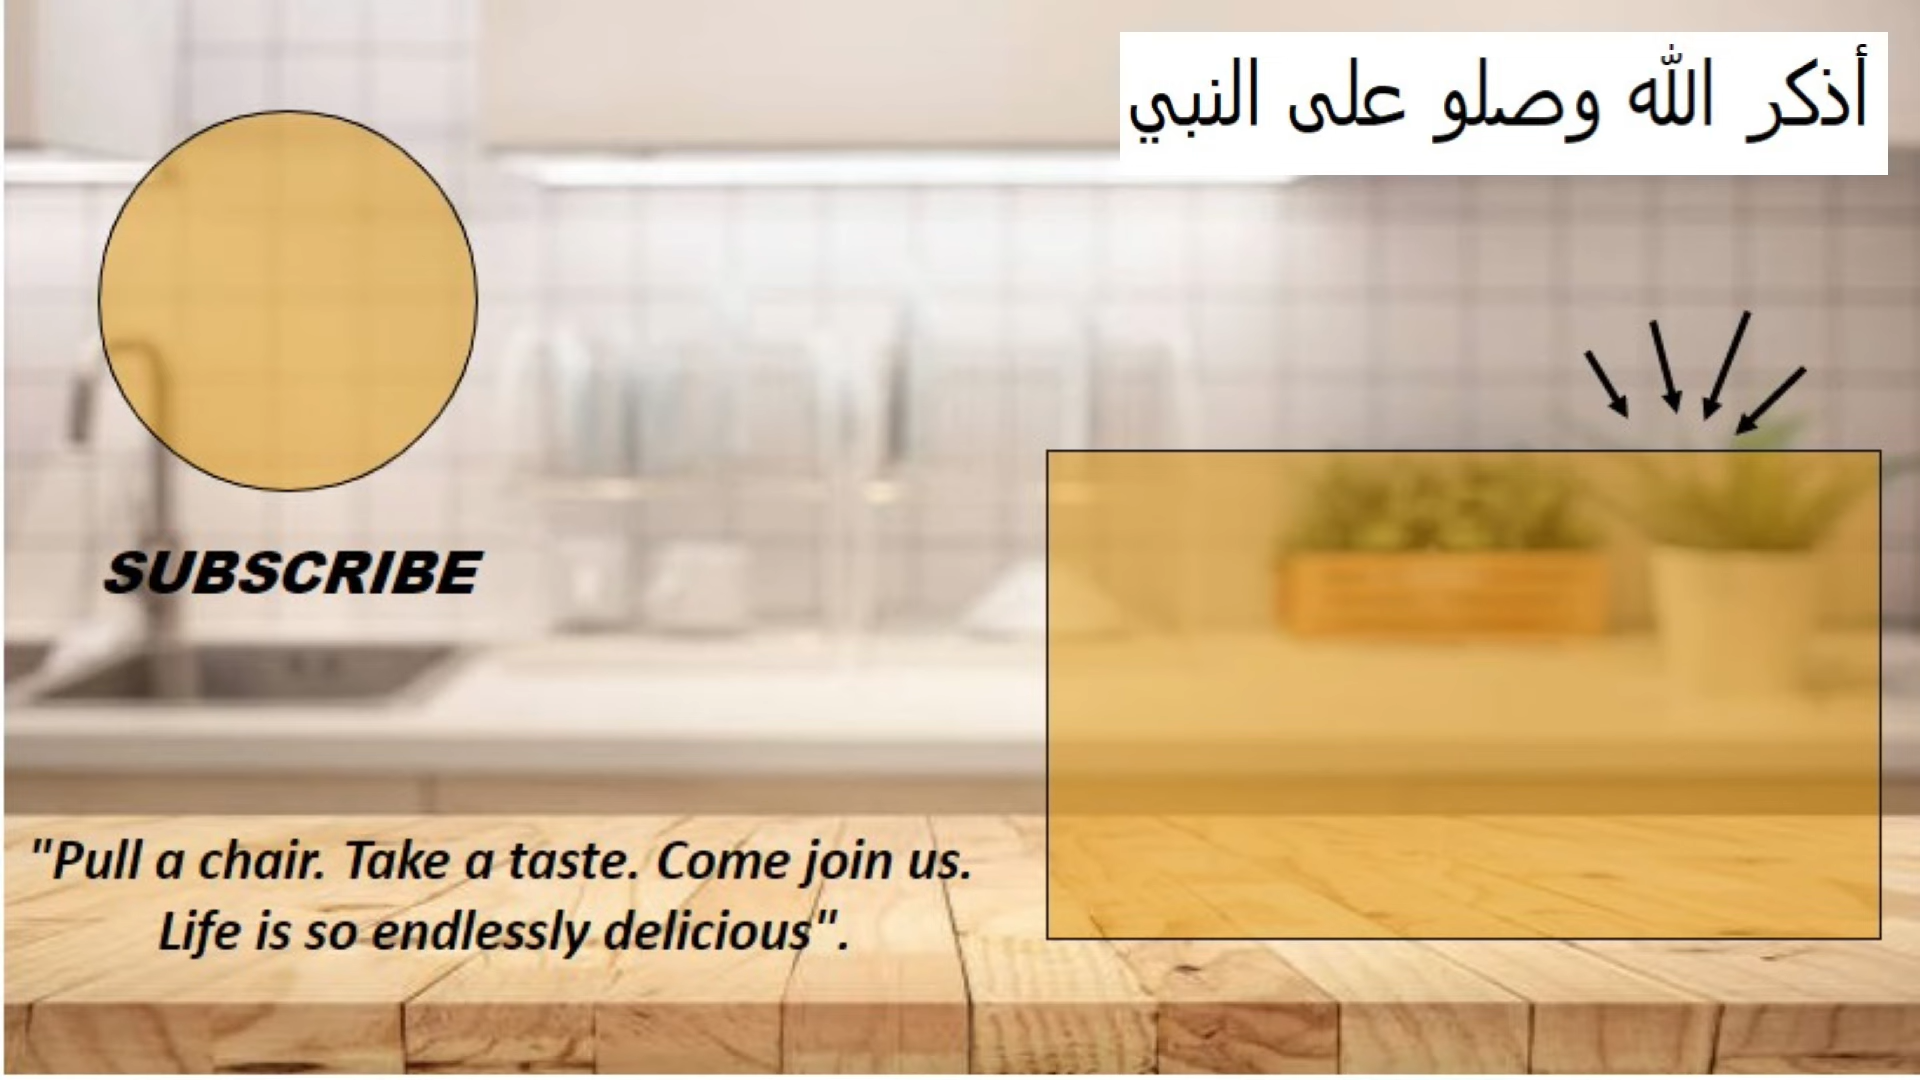 أذكر الله وصلو على النبي
SUBSCRIBE
"Pull a chair. Take a taste. Come join us.
Life is so endlessly delicious".